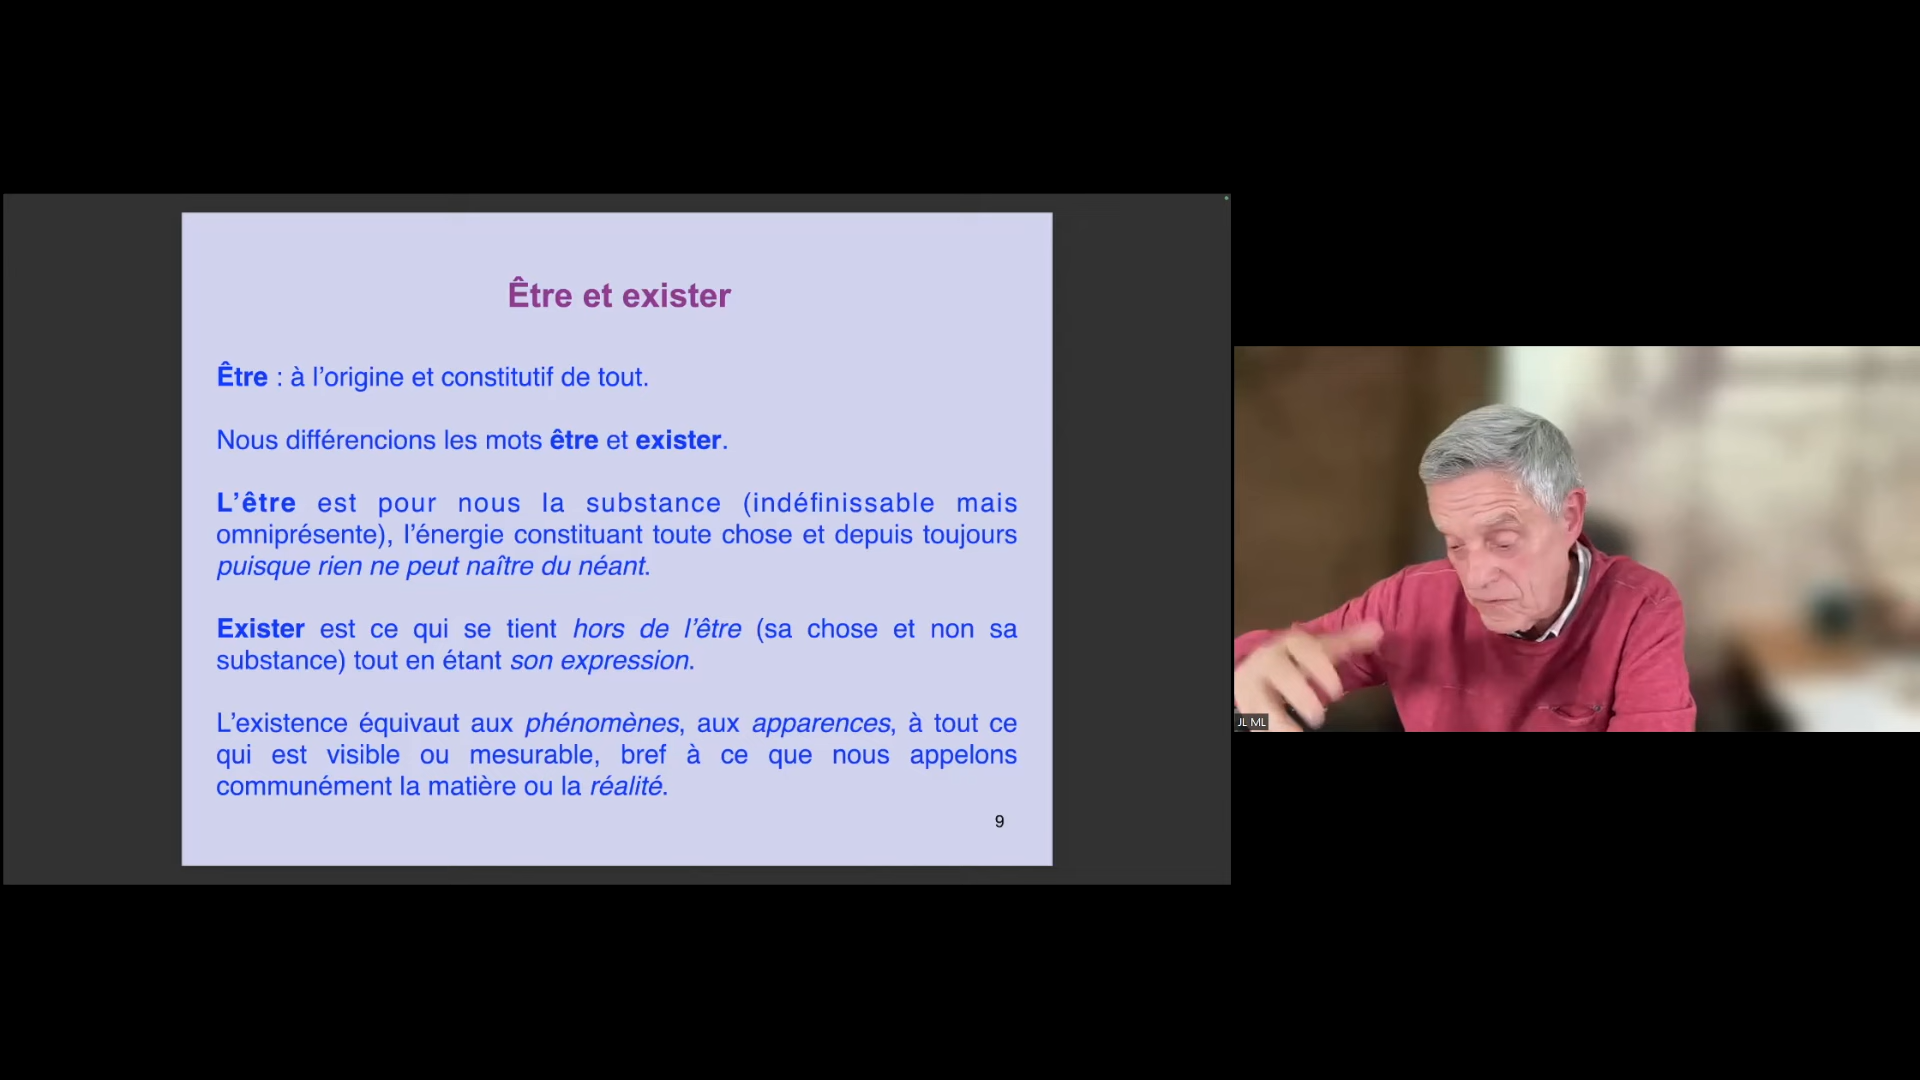 Être et exister
Être : à l’origine et constitutif de tout.
Nous différencions les mots être et exister.
L’être est pour nous la substance (indéfinissable mais
omniprésente), l’énergie constituant toute chose et depuis toujours
puisque rien ne peut naître du néant.
Exister est ce qui se tient hors de l’être (sa chose et non sa
substance) tout en étant son expression.
L’existence équivaut aux phénomènes, aux apparences, à tout ce
qui est visible ou mesurable, bref à ce que nous appelons
communément la matière ou la réalité.
9
JL ML